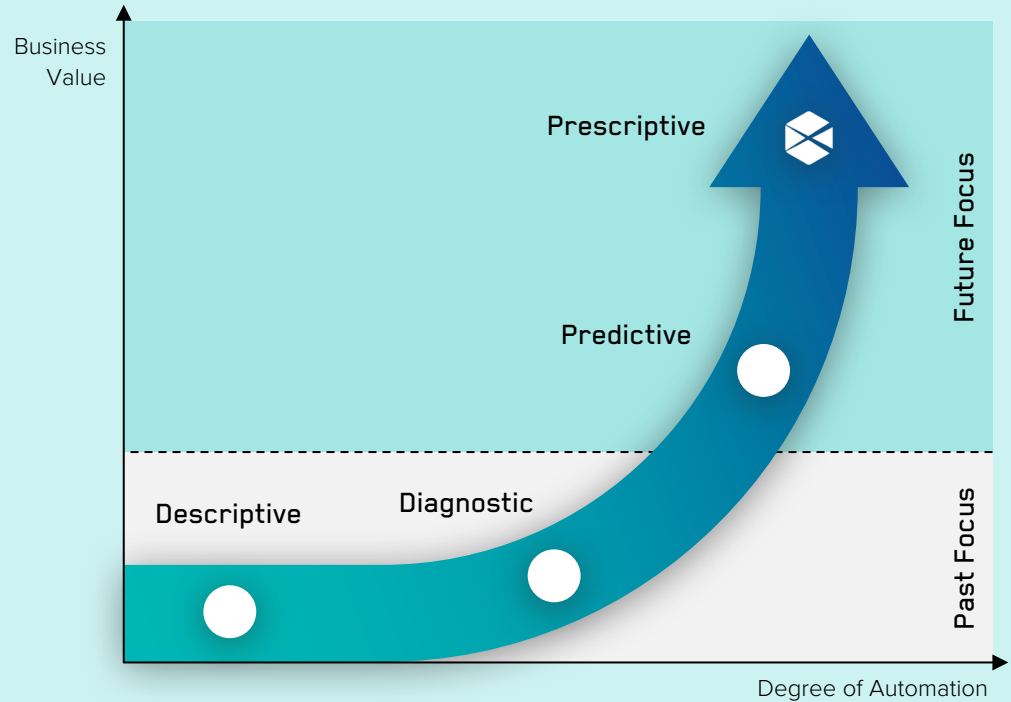 Business
Value
Prescriptive
Future Focus
Predictive
Diagnostic
Descriptive
Past Focus
Degree of Automation